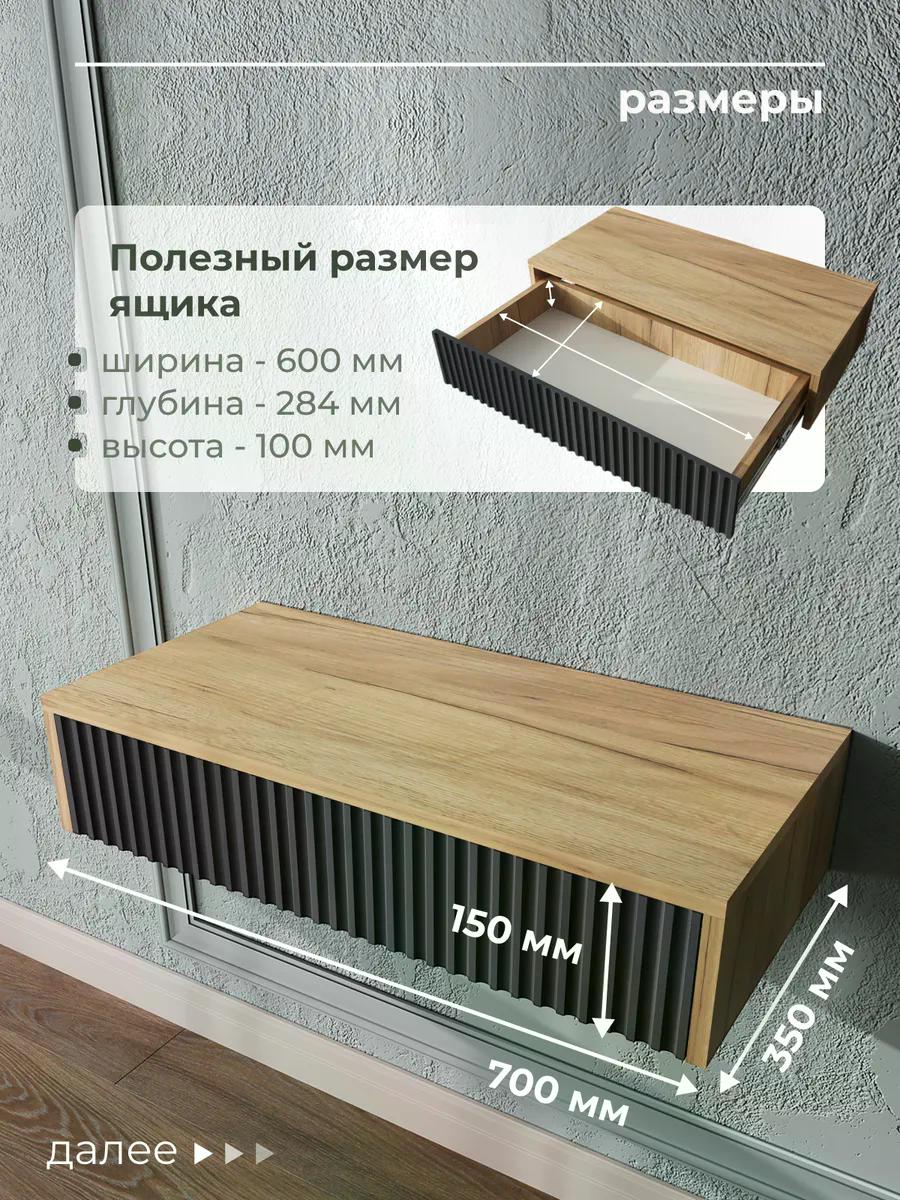 размеры
Полезный размер
ящика
ширина - 600 мм
глубина - 284 мм
высота - 100 мм
150 мм
350 мм
700 мм
далее